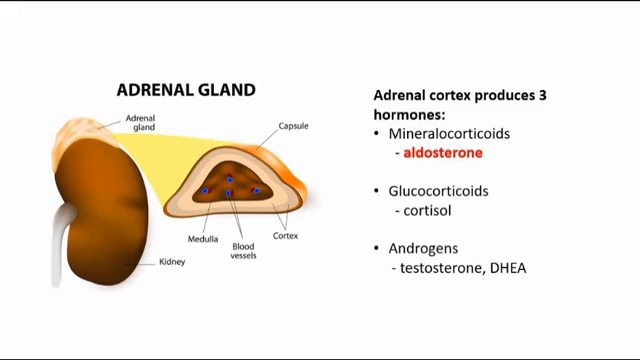 ADRENAL GLAND
Adrenal
gland
Capsule
Medulla
Blood
vessels
Cortex
Kidney
Adrenal cortex produces 3
hormones:
• Mineralocorticoids
- aldosterone
• Glucocorticoids
- cortisol
• Androgens
- testosterone, DHEA